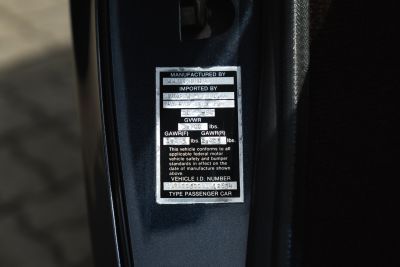 MANUFACTURED BY
IMPORTED BY
GVWR
lbs.
GAWR(F) GAWR(R)
lbs. lbs.
This vehicle conforms to all
applicable federal motor
vehicle safety and bumper
standards in effect on the
date of manufacture shown
above
VEHICLE I.D. NUMBER
TYPE PASSENGER CAR